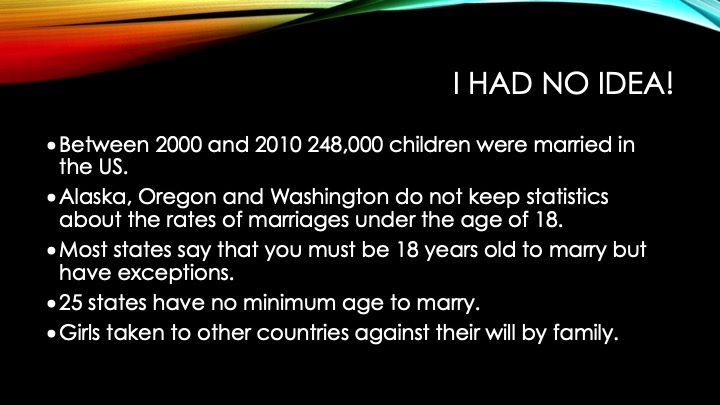 I HAD NO IDEA!
•Between 2000 and 2010 248,000 children were married in
the US.
•Alaska, Oregon and Washington do not keep statistics
about the rates of marriages under the age of 18.
•Most states say that you must be 18 years old to marry but
have exceptions.
•25 states have no minimum age to marry.
•Girls taken to other countries against their will by family.